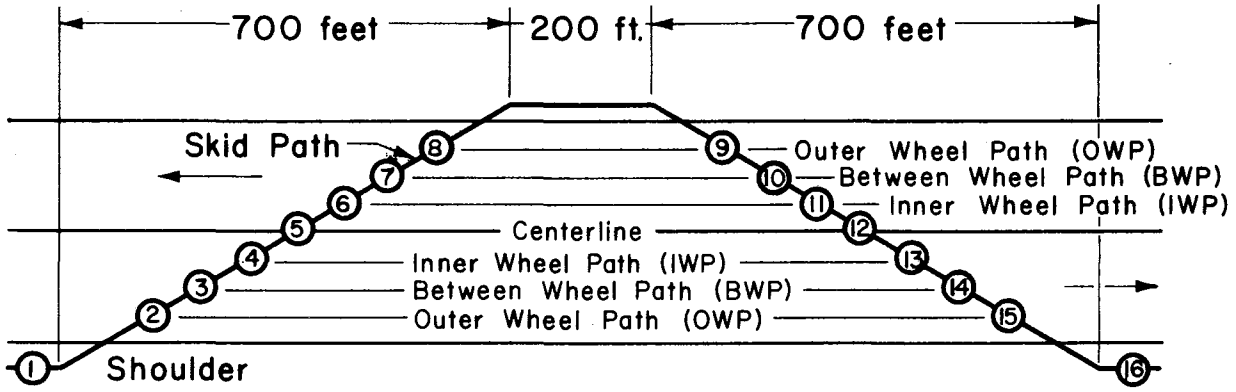 700 feet 200 ft. 700 feet
Skid Path 8 9 Outer Wheel Path (OWP)
7 10 Between Wheel Path (BWP)
6 11 Inner Wheel Path (IWP)
5 Centerline 12
4 Inner Wheel Path (IWP) 13
3 Between Wheel Path (BWP) 14
2 Outer Wheel Path (OWP) 15
1 Shoulder 16